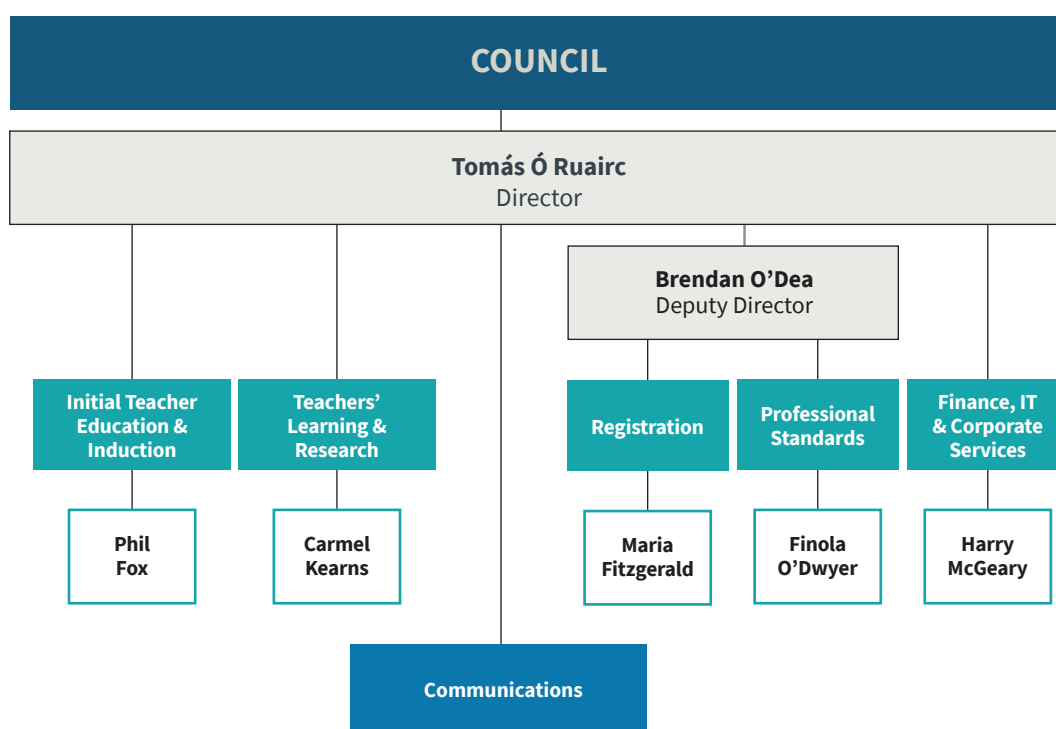 COUNCIL
Tomás Ó Ruairc
Director
Brendan O’Dea
Deputy Director
Initial Teacher
Education &
Induction
Teachers’
Learning &
Research
Registration
Professional
Standards
Finance, IT
& Corporate
Services
Phil
Fox
Carmel
Kearns
Maria
Fitzgerald
Finola
O’Dwyer
Harry
McGeary
Communications